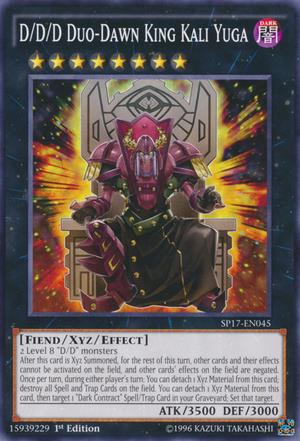 D/D/D Duo-Dawn King Kali Yuga
DARK
闇
SP17-EN045
[FIEND/XYZ/EFFECT]
2 Level 8 "D/D" monsters
After this card is Xyz Summoned, for the rest of this turn, other cards and their effects
cannot be activated on the field, and other cards' effects on the field are negated.
Once per turn, during either player's turn: You can detach 1 Xyz Material from this card;
destroy all Spell and Trap Cards on the field. You can detach 1 Xyz Material from this
card, then target 1 "Dark Contract" Spell/Trap Card in your Graveyard; Set that target.
ATK/3500 DEF/3000
15939229 1st Edition ©1996 KAZUKI TAKAHASHI